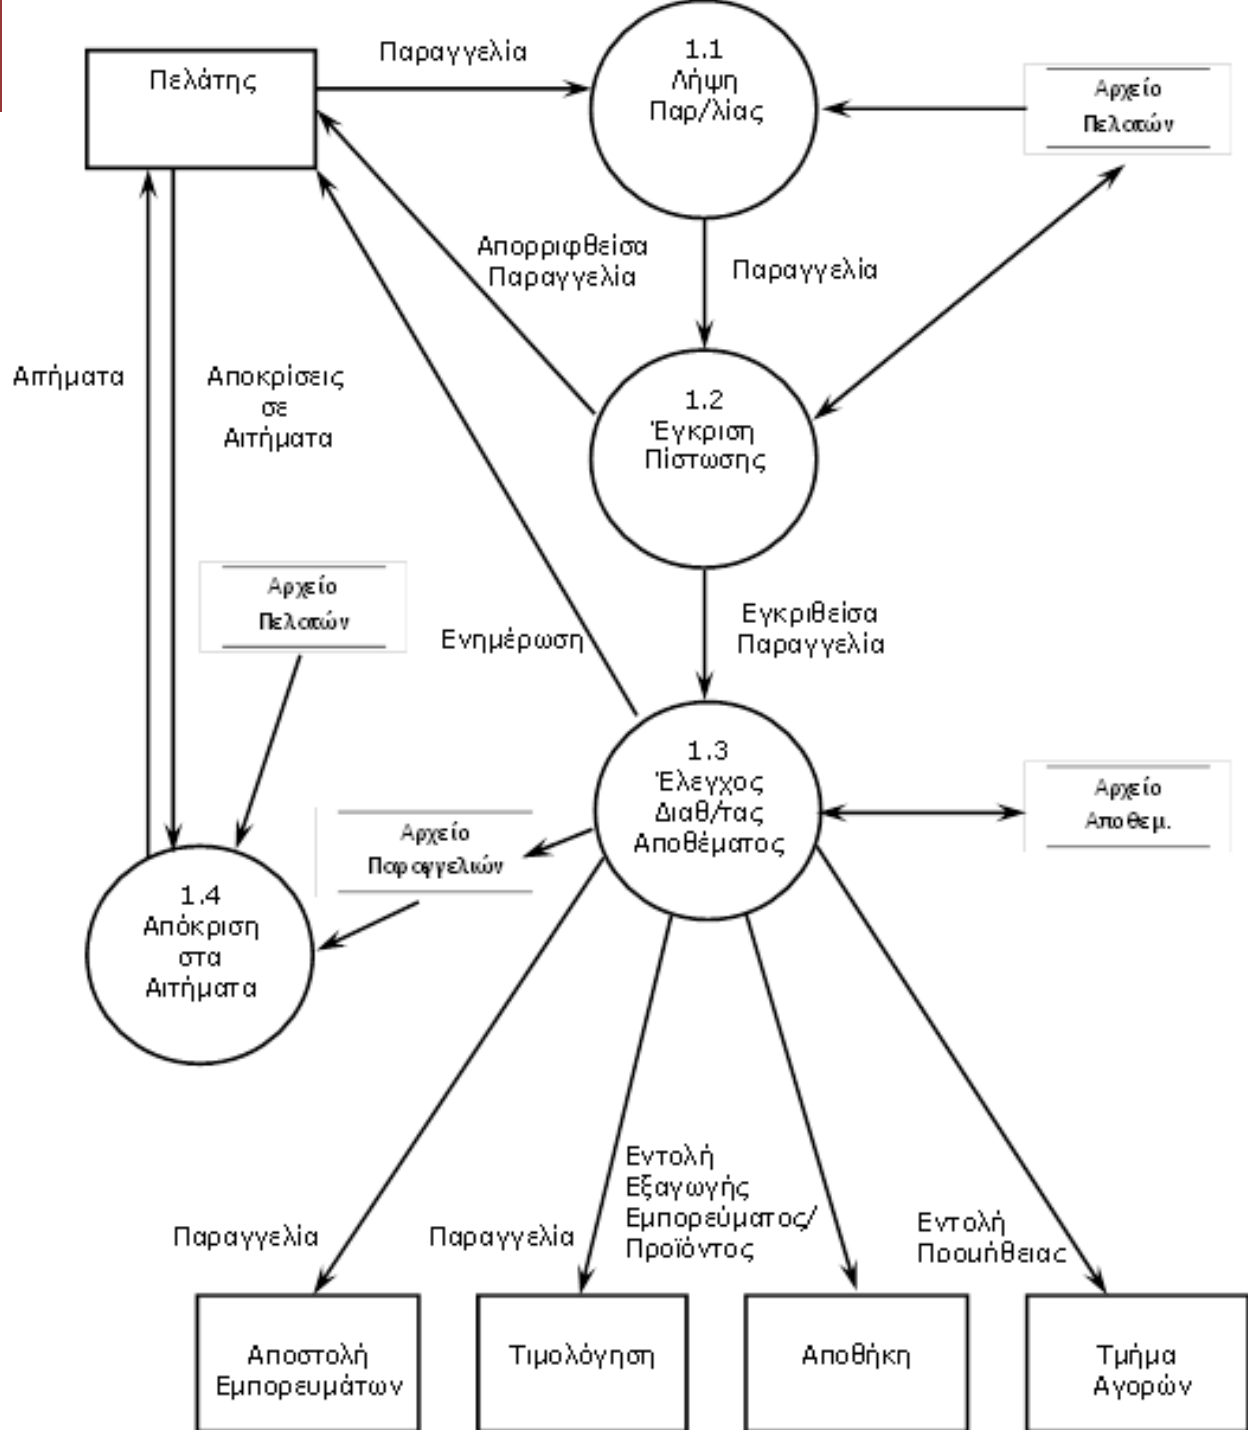 Παραγγελία
Πελάτης
1.1
Λήψη
Παρ/λίας
Αρχείο
Πελατών
Απορριφθείσα
Παραγγελία
Παραγγελία
Αιτήματα
Αποκρίσεις
σε
Αιτήματα
1.2
Έγκριση
Πίστωσης
Αρχείο
Πελατών
Ενημέρωση
Εγκριθείσα
Παραγγελία
1.3
Έλεγχος
Διαθ/τας
Αποθέματος
Αρχείο
Αποθεμ.
Αρχείο
Παραγγελιών
1.4
Απόκριση
στα
Αιτήματα
Παραγγελία
Παραγγελία
Εντολή
Εξαγωγής
Εμπορεύματος/
Προϊόντος
Εντολή
Προμήθειας
Αποστολή
Εμπορευμάτων
Τιμολόγηση
Αποθήκη
Τμήμα
Αγορών